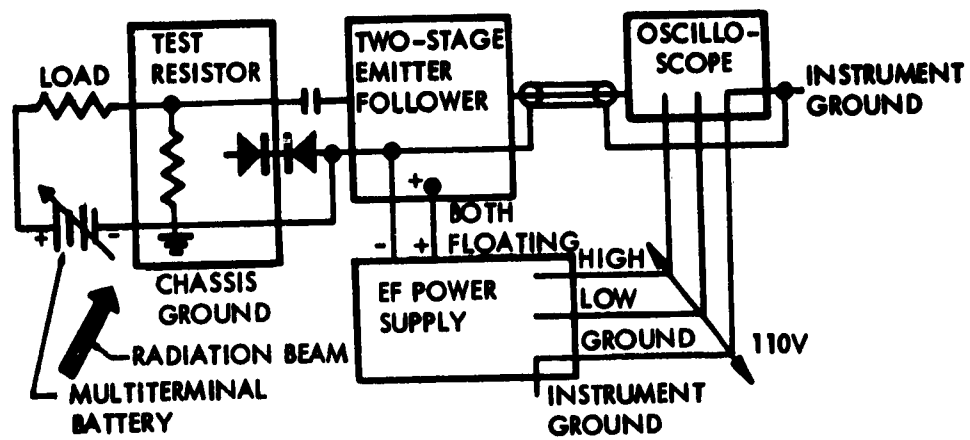 LOAD
TEST
RESISTOR
TWO-STAGE
EMITTER
FOLLOWER
OSCILLO-
SCOPE
INSTRUMENT
GROUND
+
-
+
BOTH
FLOATING
-
+
CHASSIS
GROUND
EF POWER
SUPPLY
HIGH
LOW
GROUND
110V
RADIATION BEAM
MULTITERMINAL
BATTERY
INSTRUMENT
GROUND